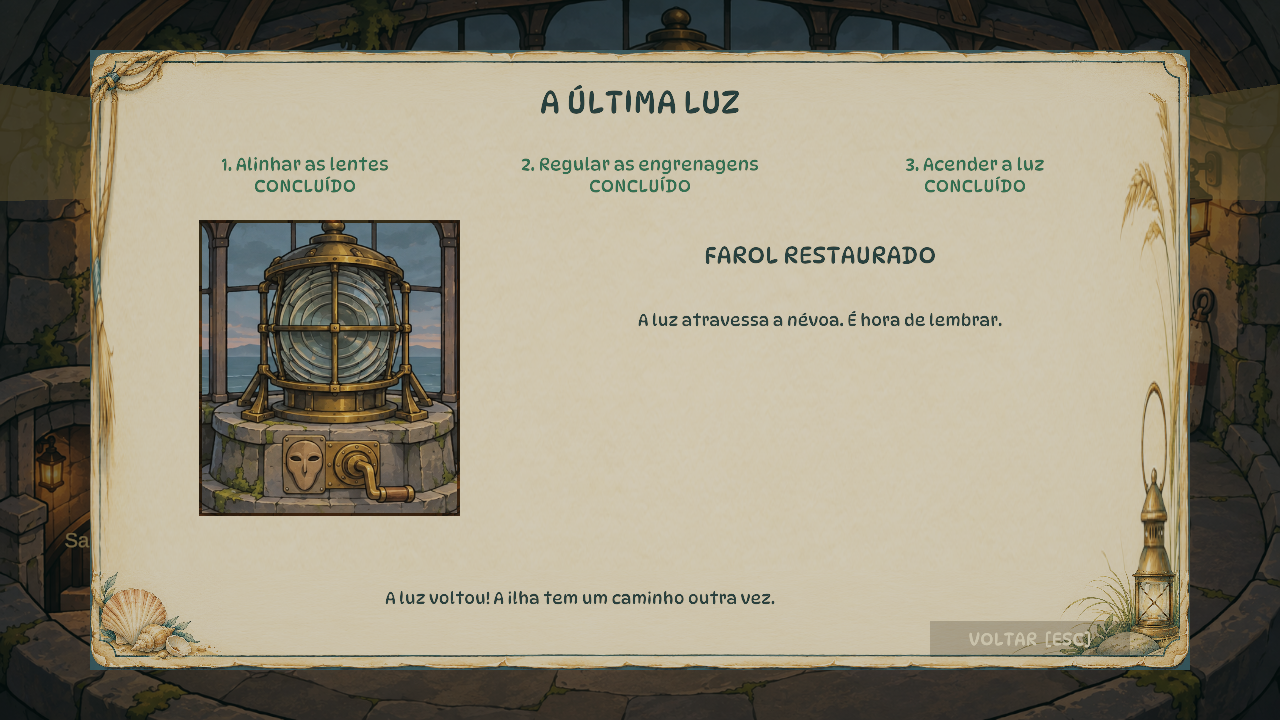 A ÚLTIMA LUZ
1. Alinhar as lentes
CONCLUÍDO
2. Regular as engrenagens
CONCLUÍDO
3. Acender a luz
CONCLUÍDO
FAROL RESTAURADO
A luz atravessa a névoa. É hora de lembrar.
Sa
A luz voltou! A ilha tem um caminho outra vez.
VOLTAR [ESC]